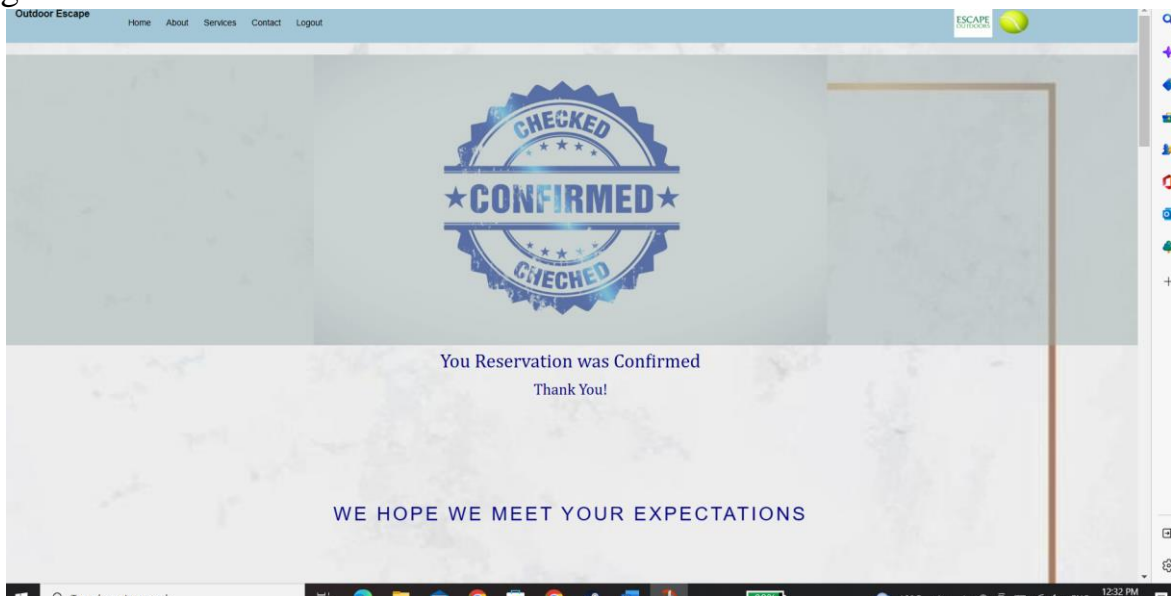 Outdoor Escape
Home About Services Contact Logout
ESCAPE
OUTDOORS
CHECKED
CONFIRMED
CHECHED
You Reservation was Confirmed
Thank You!
WE HOPE WE MEET YOUR EXPECTATIONS
12:32 PM